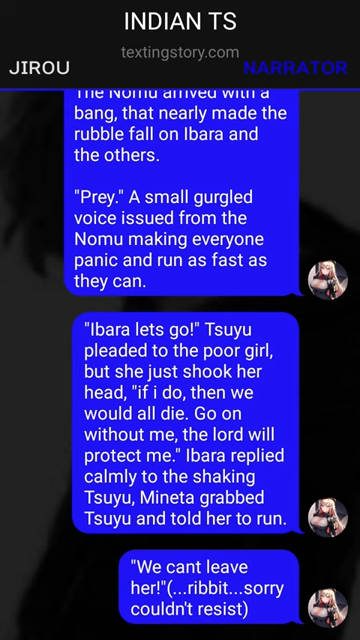 INDIAN TS
textingstory.com
JIROU
NARRATOR
The Nomu arrived with a
bang, that nearly made the
rubble fall on Ibara and
the others.
"Prey." A small gurgled
voice issued from the
Nomu making everyone
panic and run as fast as
they can.
"Ibara lets go!" Tsuyu
pleaded to the poor girl,
but she just shook her
head, "if i do, then we
would all die. Go on
without me, the lord will
protect me." Ibara replied
calmly to the shaking
Tsuyu, Mineta grabbed
Tsuyu and told her to run.
"We cant leave
her!"(...ribbit...sorry
couldn't resist)